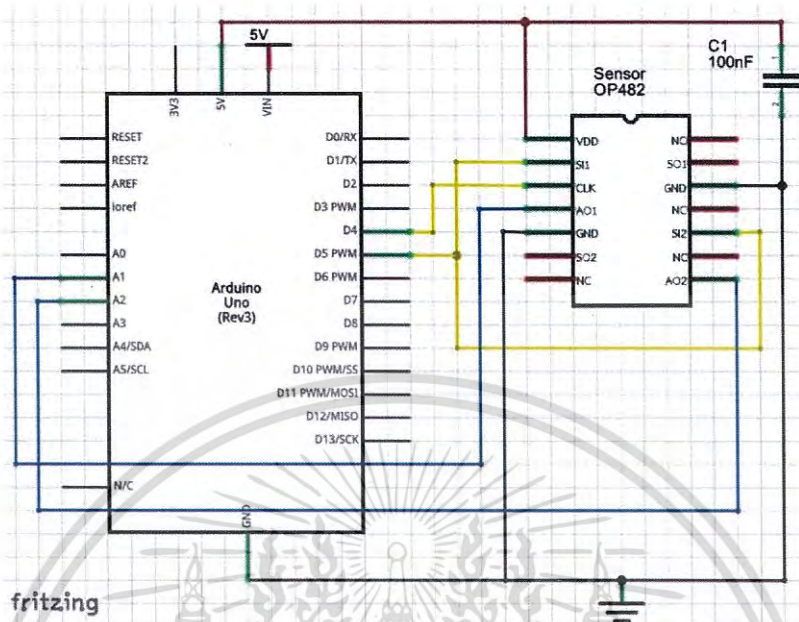 5V
C1
100nF
1
2
Sensor
OP482
3V3
5V
VIN
RESET
RESET2
AREF
Ioref
A0
A1
A2
A3
A4/SDA
A5/SCL
N/C
Arduino
Uno
(Rev3)
D0/RX
D1/TX
D2
D3 PWM
D4
D5 PWM
D6 PWM
D7
D8
D9 PWM
D10 PWM/SS
D11 PWM/MOSI
D12/MISO
D13/SCK
GND
VDD
SI1
CLK
AO1
GND
SO2
NC
NC
SO1
GND
NC
SI2
NC
AO2
fritzing